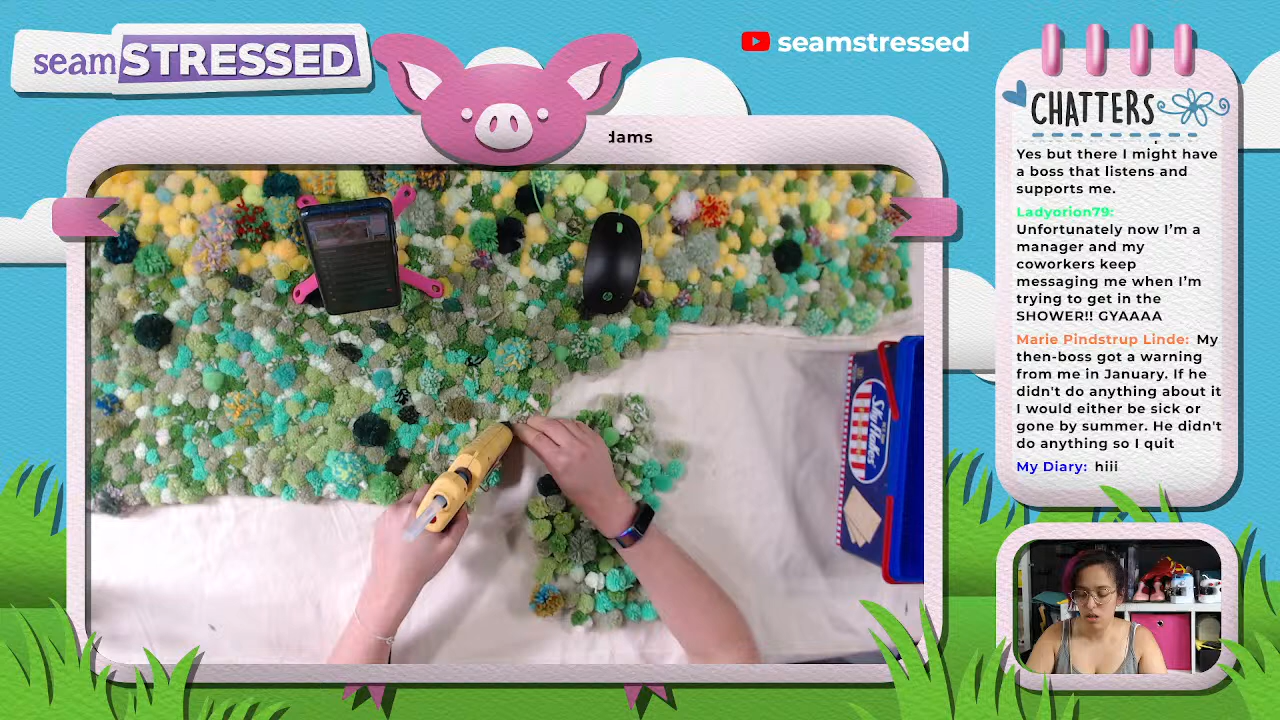 seamSTRESSED
seamstressed
dams
CHATTERS
Yes but there I might have
a boss that listens and
supports me.
Ladyorion79:
Unfortunately now I’m a
manager and my
coworkers keep
messaging me when I’m
trying to get in the
SHOWER!! GYAAAA
Marie Pindstrup Linde: My
then-boss got a warning
from me in January. If he
didn't do anything about it
I would either be sick or
gone by summer. He didn't
do anything so I quit
My Diary: hiii